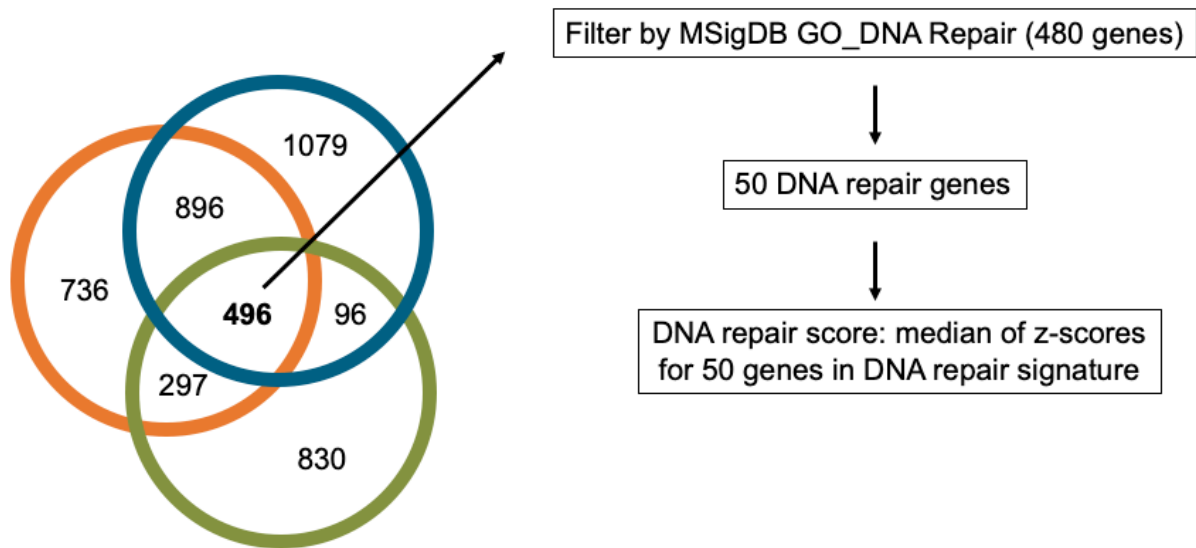 Filter by MSigDB GO_DNA Repair (480 genes)
1079
896
50 DNA repair genes
736
496
96
DNA repair score: median of z-scores
for 50 genes in DNA repair signature
297
830